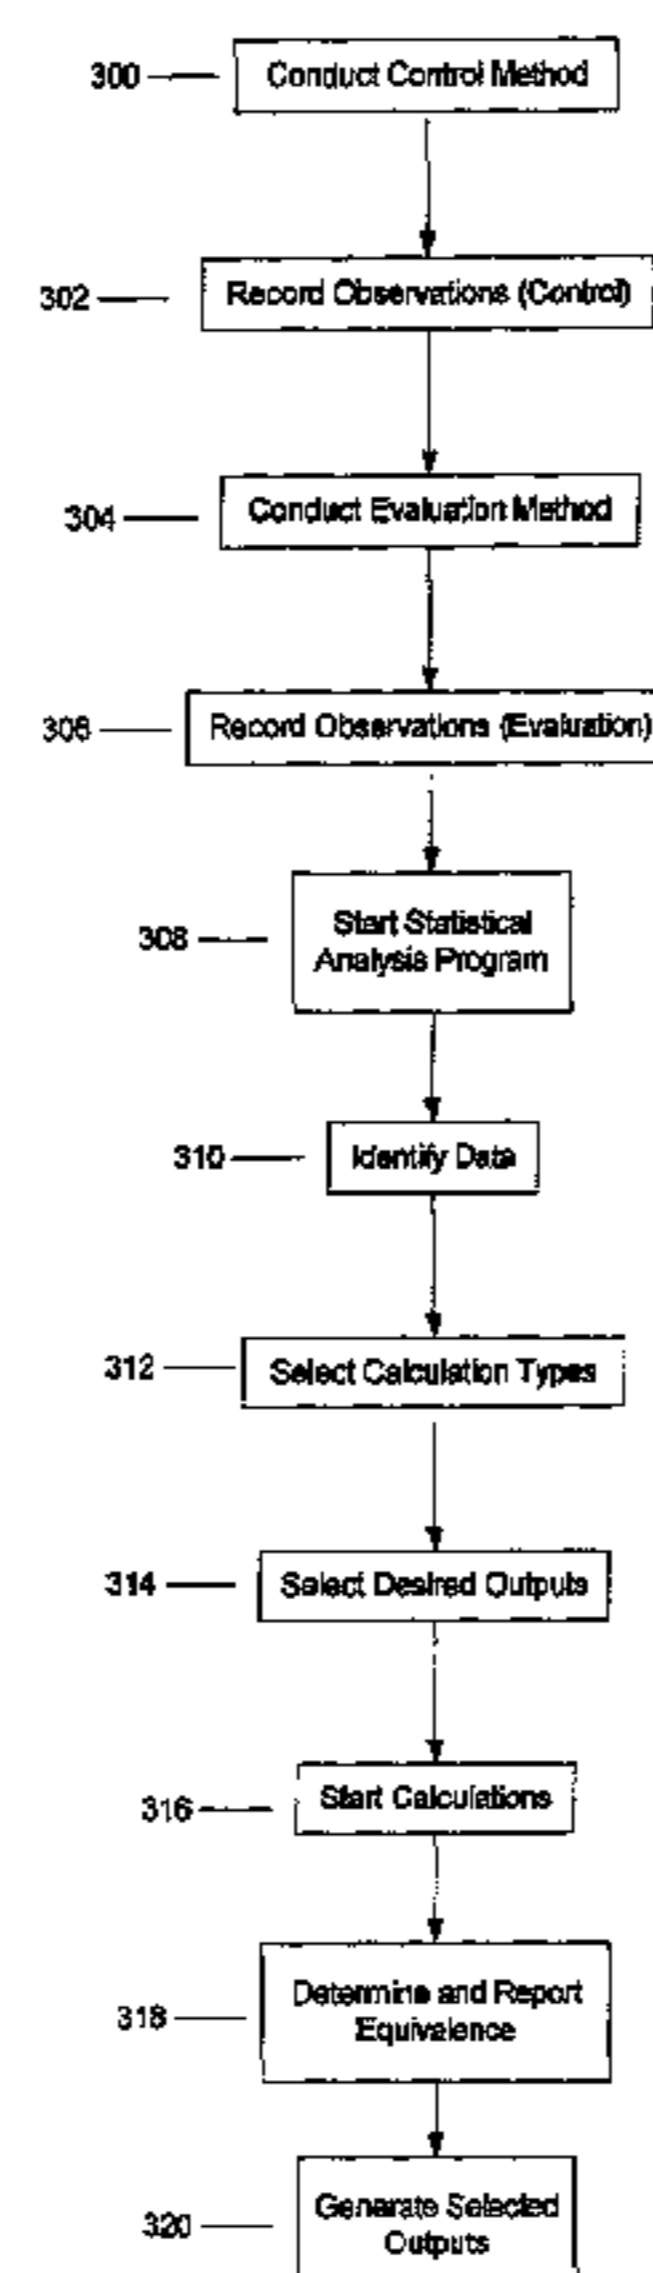 300 Conduct Control Method
302 Record Observations (Control)
304 Conduct Evaluation Method
306 Record Observations (Evaluation)
308 Start Statistical
Analysis Program
310 Identify Data
312 Select Calculation Types
314 Select Desired Outputs
316 Start Calculations
318 Determine and Report
Equivalence
320 Generate Selected
Outputs